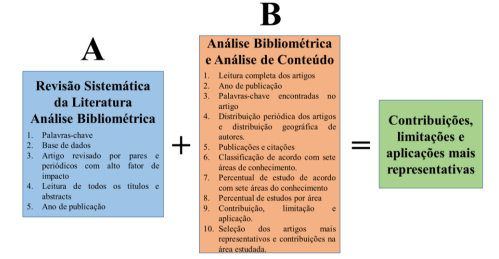 A
Revisão Sistemática
da Literatura
Análise Bibliométrica
1. Palavras-chave
2. Base de dados
3. Artigo revisado por pares e
periódicos com alto fator de
impacto
4. Leitura de todos os títulos e
abstracts
5. Ano de publicação
+
B
Análise Bibliométrica
e Análise de Conteúdo
1. Leitura completa dos artigos
2. Ano de publicação
3. Palavras-chave encontradas no
artigo
4. Distribuição periódica dos artigos
e distribuição geográfica de
autores.
5. Publicações e citações
6. Classificação de acordo com sete
áreas de conhecimento.
7. Percentual de estudo de acordo
com sete áreas do conhecimento
8. Percentual de estudos por área
9. Contribuição, limitação e
aplicação.
10. Seleção dos artigos mais
representativos e contribuições na
área estudada.
=
Contribuições,
limitações e
aplicações mais
representativas